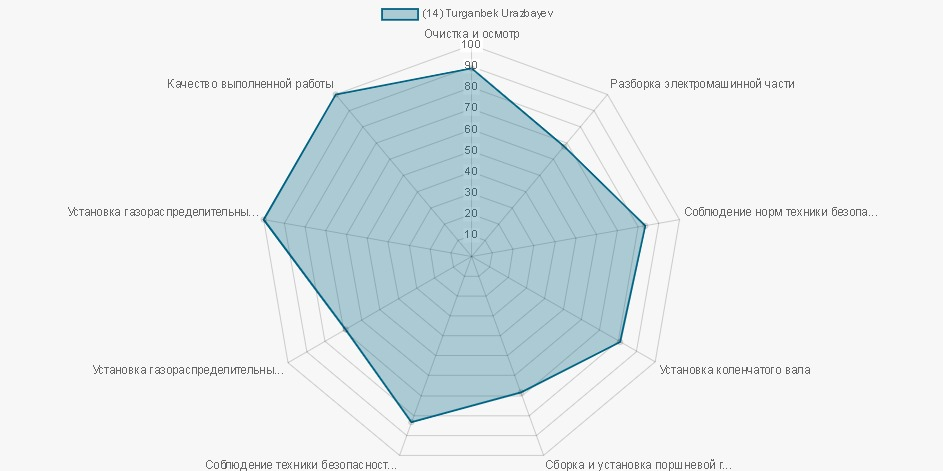 (14) Turganbek Urazbayev
Очистка и осмотр
100
90
80
70
60
50
40
30
20
10
Качество выполненной работы
Разборка электромашинной части
Установка газораспределительны...
Соблюдение норм техники безопа...
Установка газораспределительны...
Установка коленчатого вала
Соблюдение техники безопасност...
Сборка и установка поршневой г...